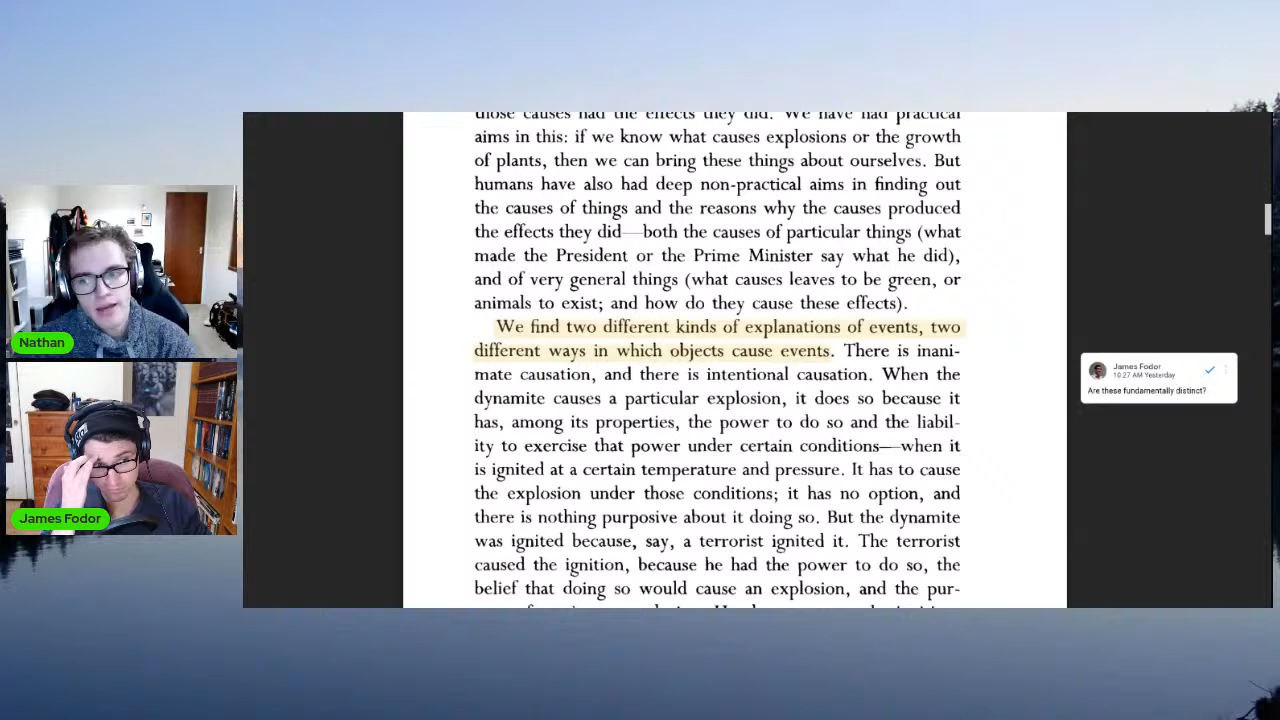 those causes had the effects they did. We have had practical
aims in this: if we know what causes explosions or the growth
of plants, then we can bring these things about ourselves. But
humans have also had deep non-practical aims in finding out
the causes of things and the reasons why the causes produced
the effects they did—both the causes of particular things (what
made the President or the Prime Minister say what he did),
and of very general things (what causes leaves to be green, or
animals to exist; and how do they cause these effects).
We find two different kinds of explanations of events, two
different ways in which objects cause events. There is inani-
mate causation, and there is intentional causation. When the
dynamite causes a particular explosion, it does so because it
has, among its properties, the power to do so and the liabil-
ity to exercise that power under certain conditions—when it
is ignited at a certain temperature and pressure. It has to cause
the explosion under those conditions; it has no option, and
there is nothing purposive about it doing so. But the dynamite
was ignited because, say, a terrorist ignited it. The terrorist
caused the ignition, because he had the power to do so, the
belief that doing so would cause an explosion, and the pur-
Nathan
James Fodor
James Fodor
10:27 AM Yesterday
Are these fundamentally distinct?